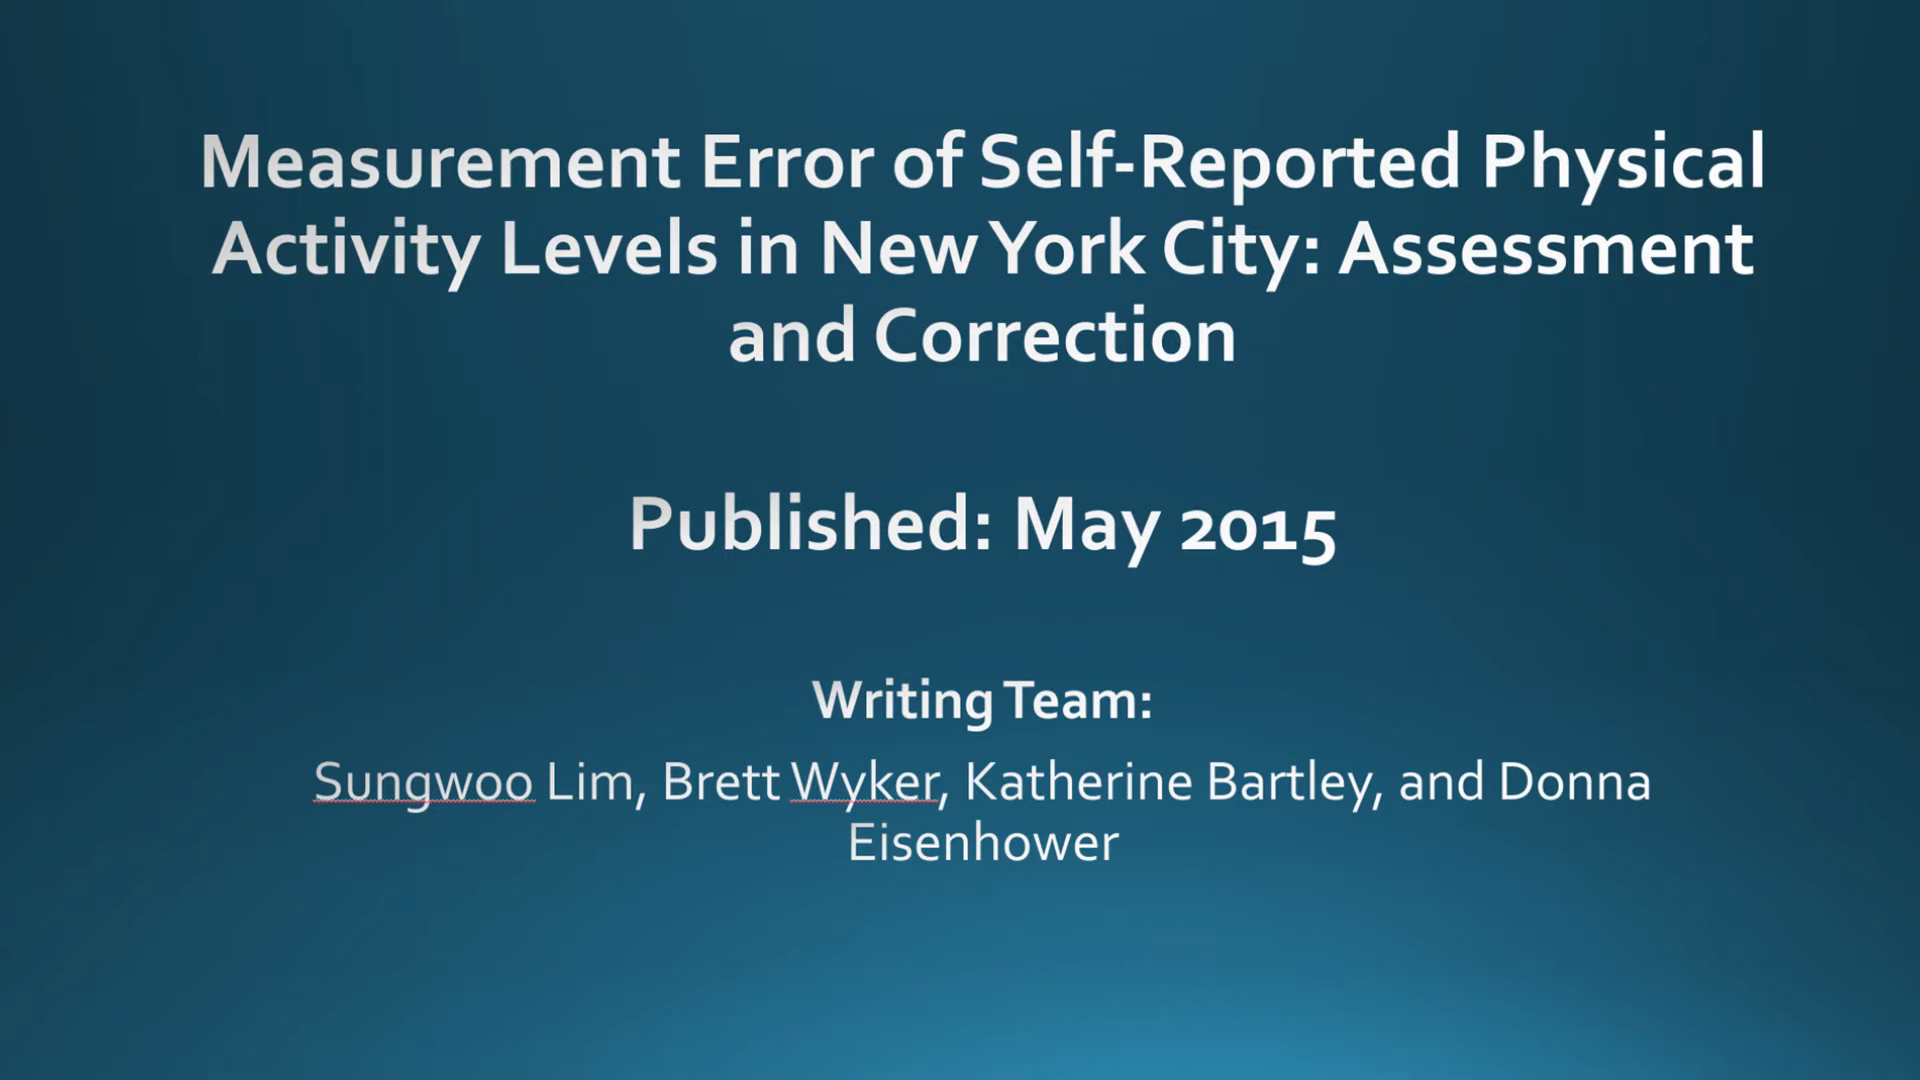 Measurement Error of Self-Reported Physical
Activity Levels in New York City: Assessment
and Correction
Published: May 2015
Writing Team:
Sungwoo Lim, Brett Wyker, Katherine Bartley, and Donna
Eisenhower